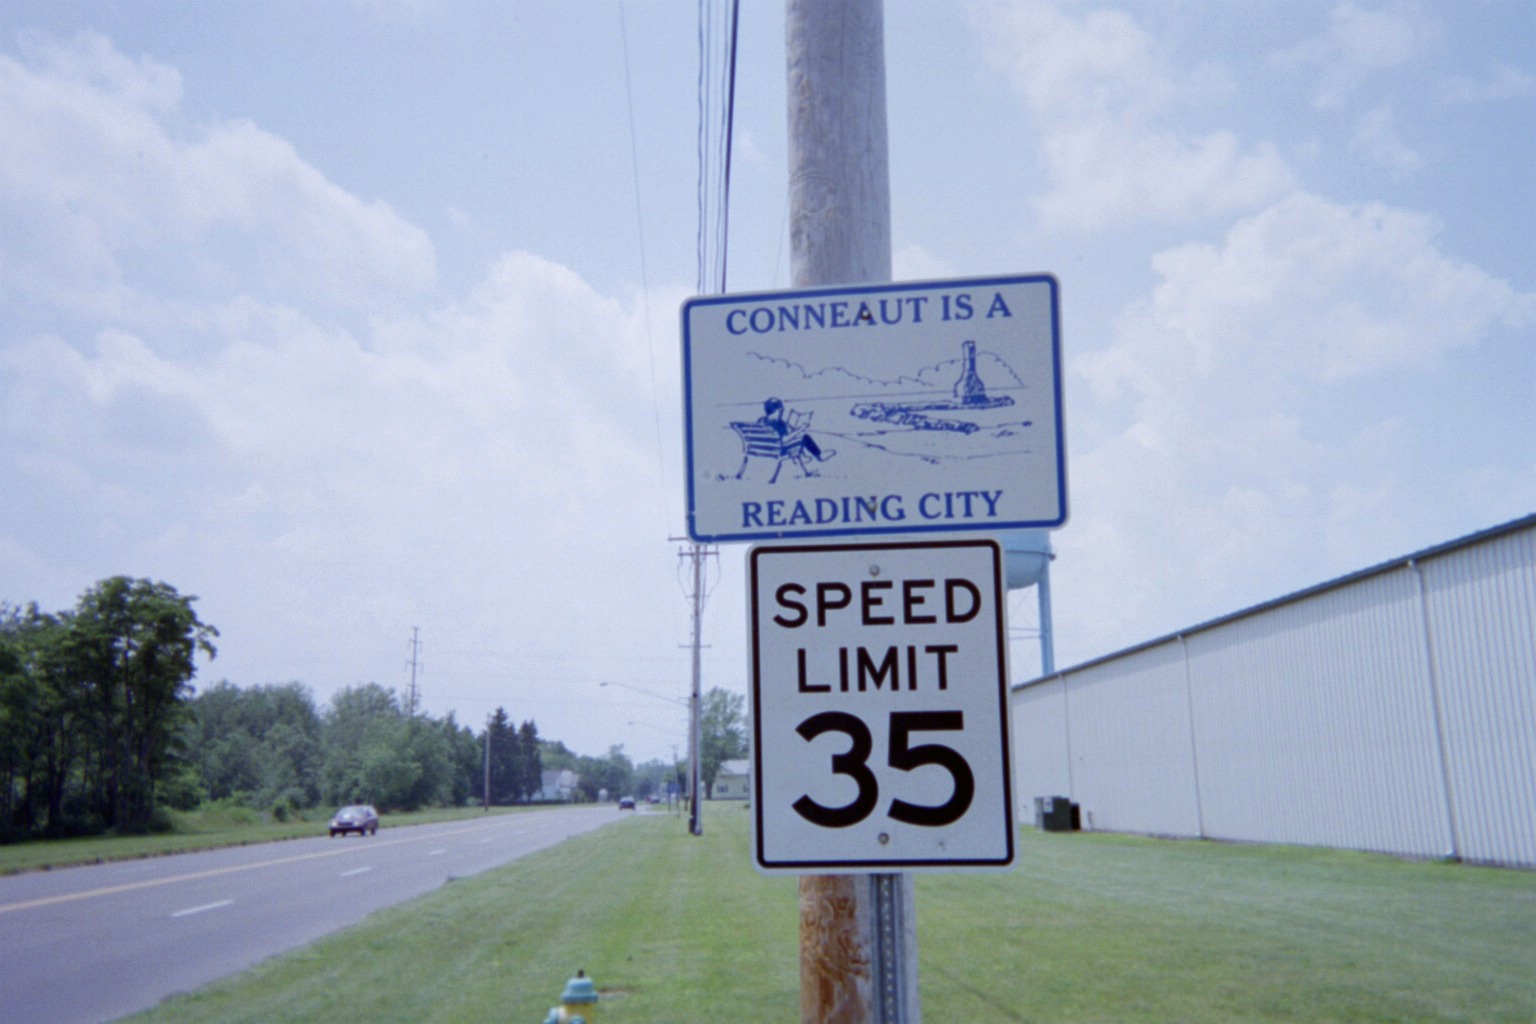 CONNEAUT IS A
READING CITY
SPEED
LIMIT
35